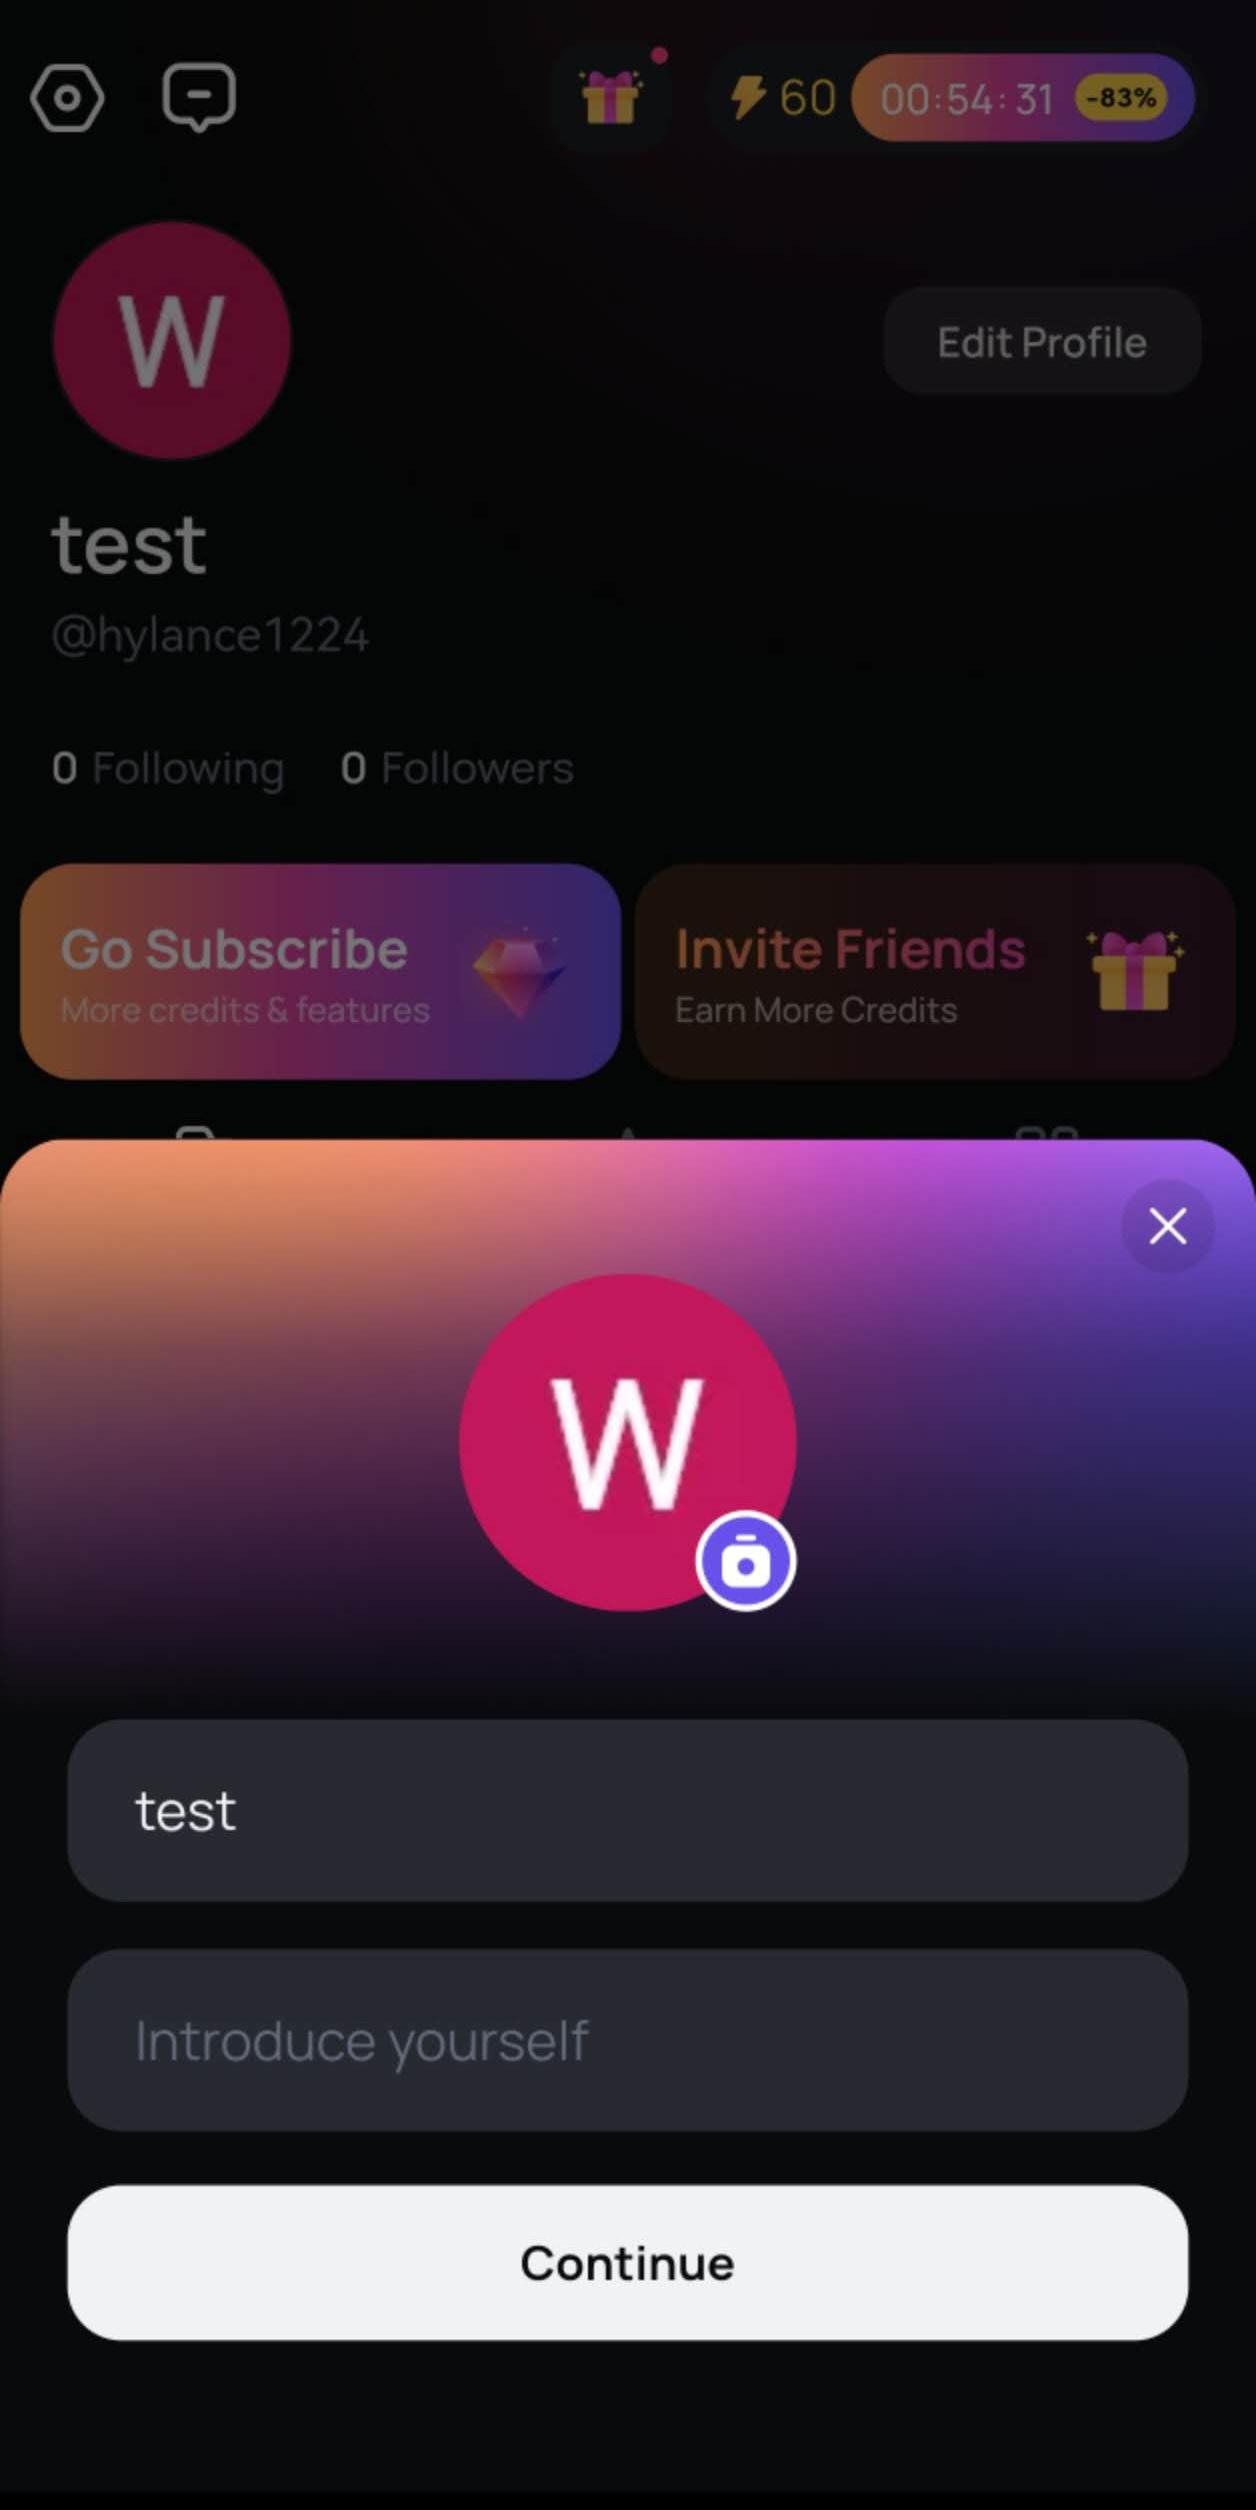 60 00:54:31 -83%
W
Edit Profile
test
@hylance1224
0 Following 0 Followers
Go Subscribe
More credits & features
Invite Friends
Earn More Credits
W
test
Introduce yourself
Continue